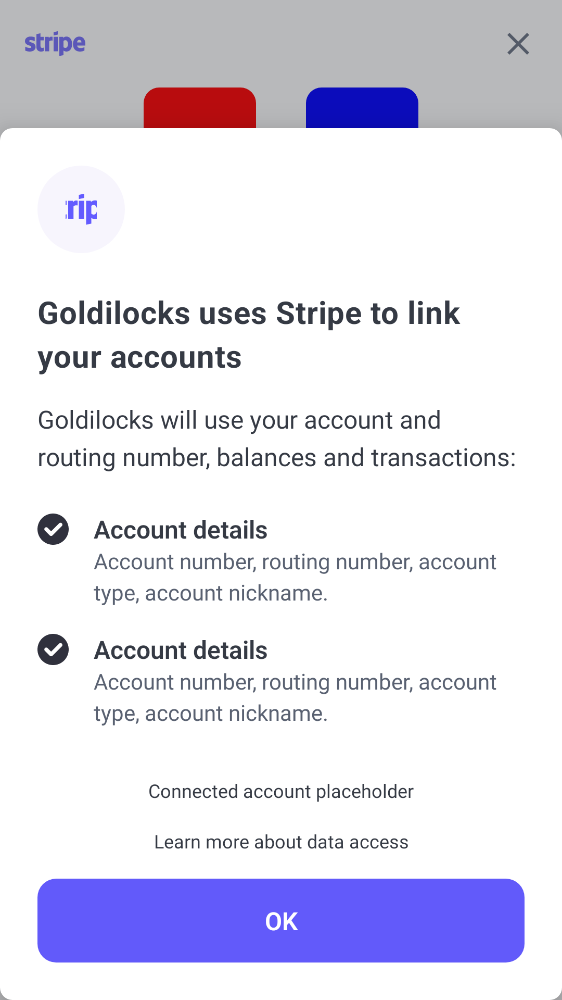 stripe
trip
Goldilocks uses Stripe to link
your accounts
Goldilocks will use your account and
routing number, balances and transactions:
Account details
Account number, routing number, account
type, account nickname.
Account details
Account number, routing number, account
type, account nickname.
Connected account placeholder
Learn more about data access
OK